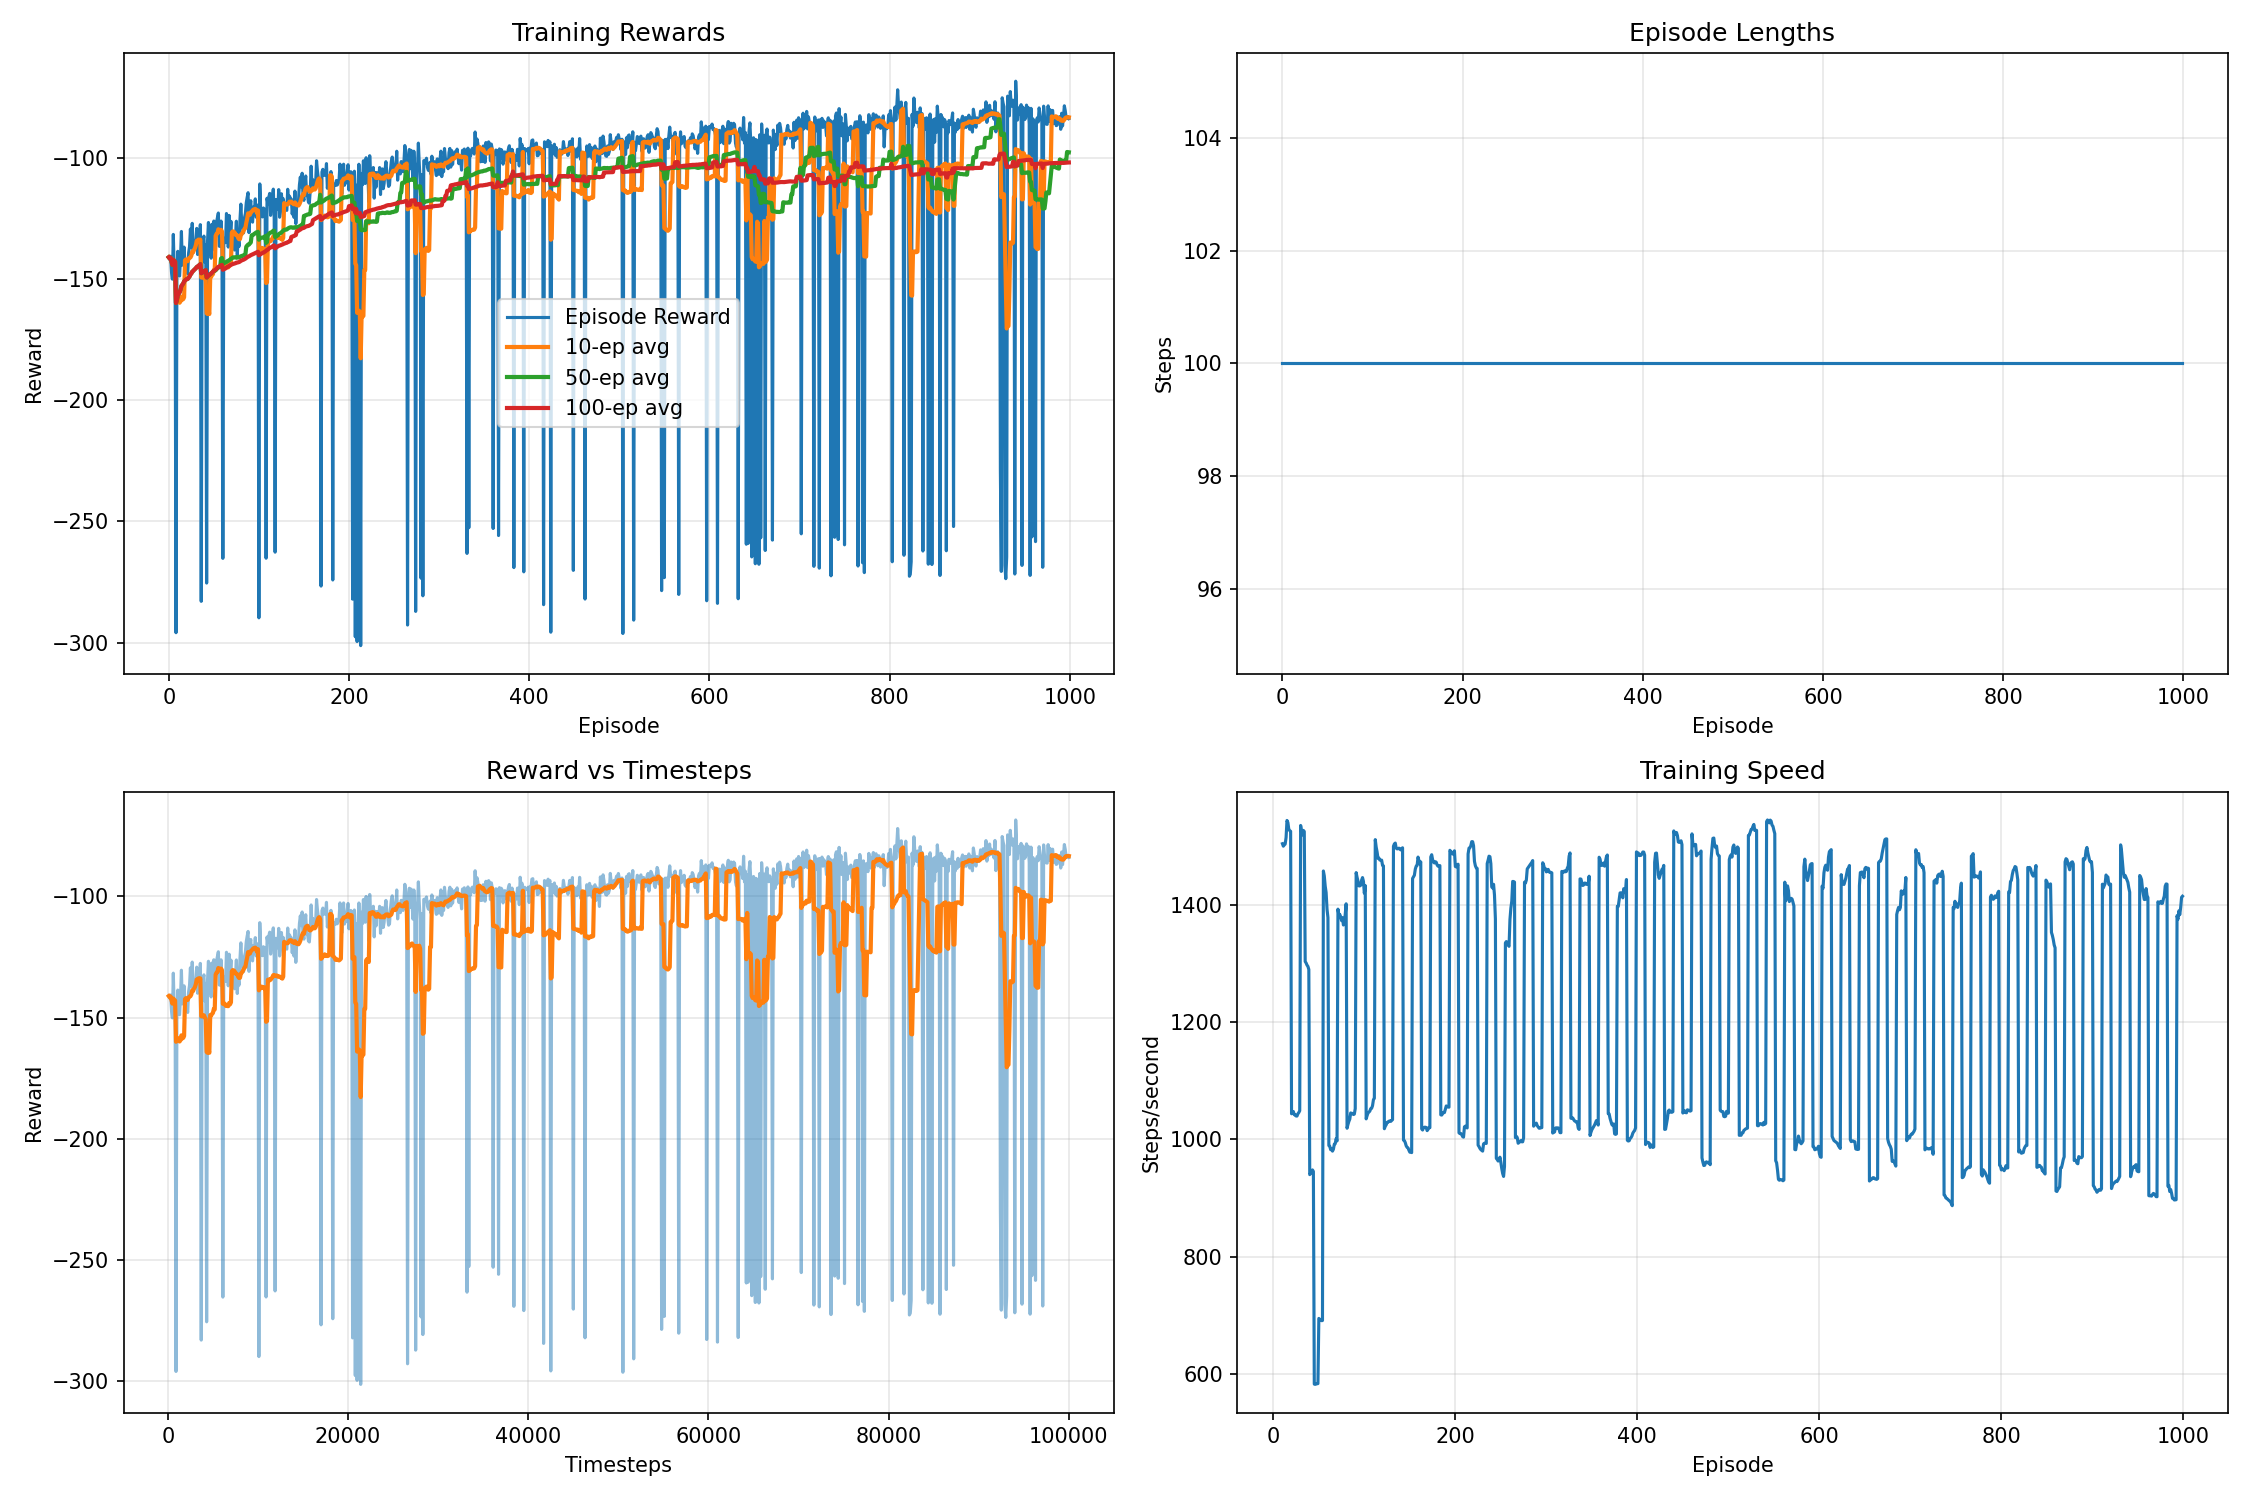 Training Rewards
Reward
−100
−150
−200
−250
−300
Episode Reward
10-ep avg
50-ep avg
100-ep avg
0 200 400 600 800 1000
Episode
Episode Lengths
Steps
104
102
100
98
96
0 200 400 600 800 1000
Episode
Reward vs Timesteps
Reward
−100
−150
−200
−250
−300
0 20000 40000 60000 80000 100000
Timesteps
Training Speed
Steps/second
1400
1200
1000
800
600
0 200 400 600 800 1000
Episode